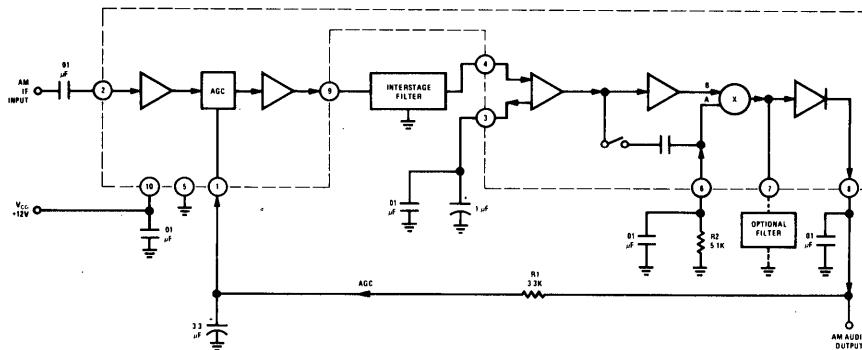 AM
IF
INPUT
01
µF
2
AGC
9
INTERSTAGE
FILTER
4
3
B
A
X
10
5
1
6
7
8
VCC
+12V
01
µF
01
µF
1 µF
01
µF
R2
5 1K
OPTIONAL
FILTER
01
µF
AGC
R1
3 3K
3 3
µF
AM AUDIO
OUTPUT